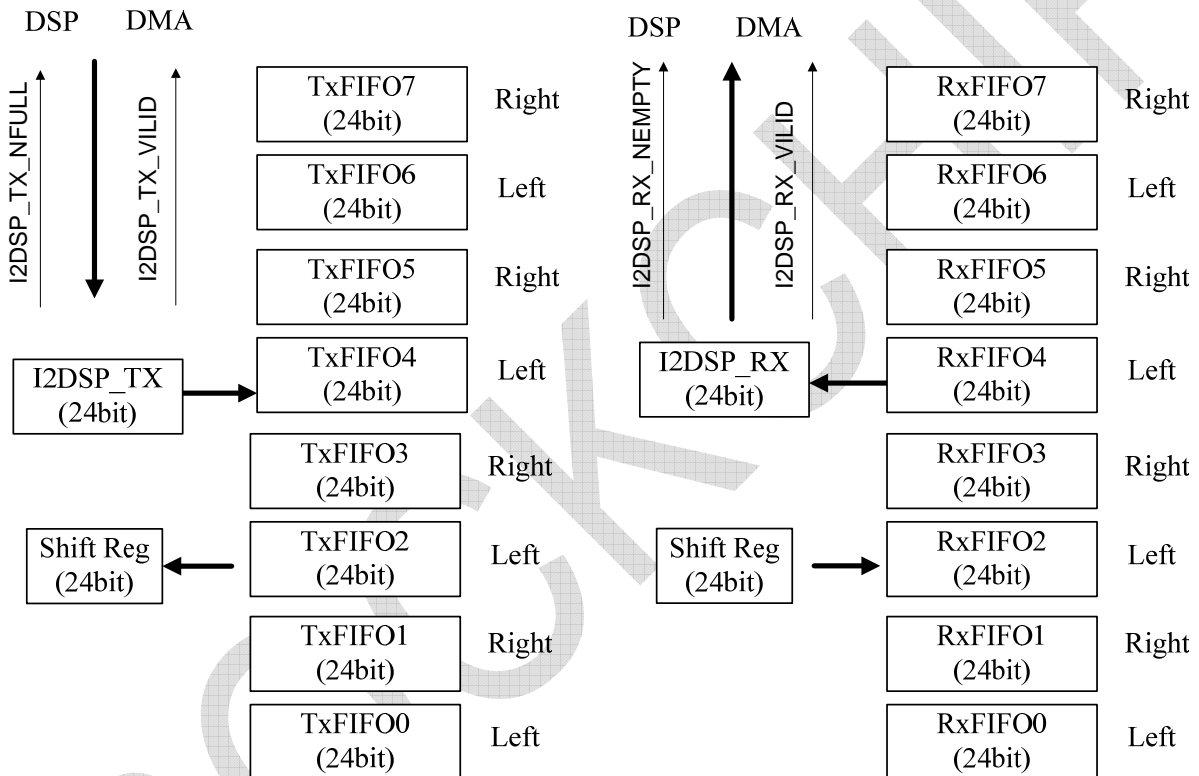 DSP DMA
I2DSP_TX_NFULL
I2DSP_TX_VILID
TxFIFO7
(24bit)
Right
TxFIFO6
(24bit)
Left
TxFIFO5
(24bit)
Right
I2DSP_TX
(24bit)
TxFIFO4
(24bit)
Left
TxFIFO3
(24bit)
Right
Shift Reg
(24bit)
TxFIFO2
(24bit)
Left
TxFIFO1
(24bit)
Right
TxFIFO0
(24bit)
Left
DSP DMA
I2DSP_RX_NEMPTY
I2DSP_RX_VILID
RxFIFO7
(24bit)
Right
RxFIFO6
(24bit)
Left
RxFIFO5
(24bit)
Right
I2DSP_RX
(24bit)
RxFIFO4
(24bit)
Left
RxFIFO3
(24bit)
Right
Shift Reg
(24bit)
RxFIFO2
(24bit)
Left
RxFIFO1
(24bit)
Right
RxFIFO0
(24bit)
Left